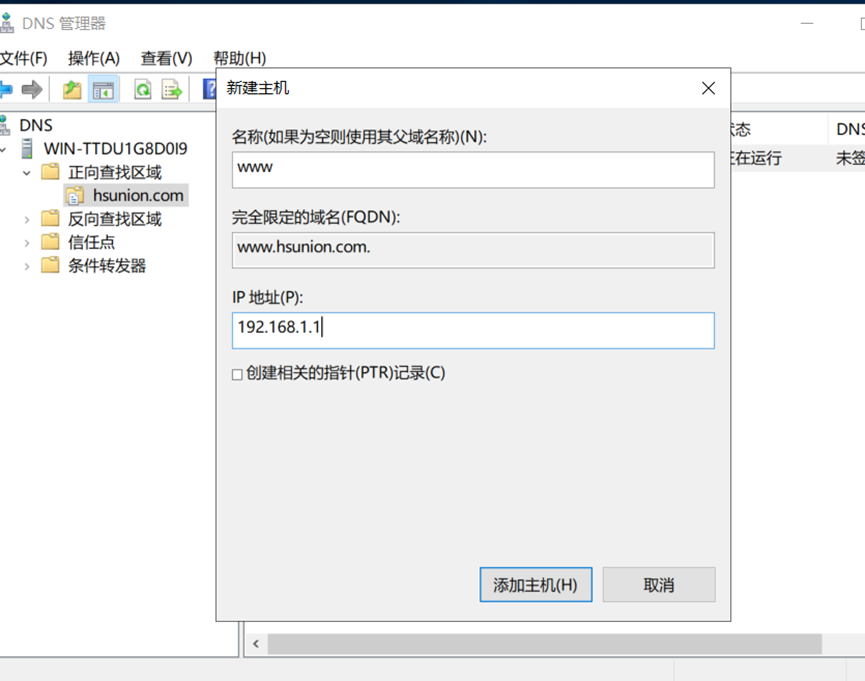 DNS 管理器
文件(F) 操作(A) 查看(V) 帮助(H)
DNS
WIN-TTDU1G8D0I9
正向查找区域
hsunion.com
反向查找区域
信任点
条件转发器
新建主机
名称(如果为空则使用其父域名称)(N):
www
完全限定的域名(FQDN):
www.hsunion.com.
IP 地址(P):
192.168.1.1
创建相关的指针(PTR)记录(C)
添加主机(H) 取消
状态 DNS
正在运行 未签